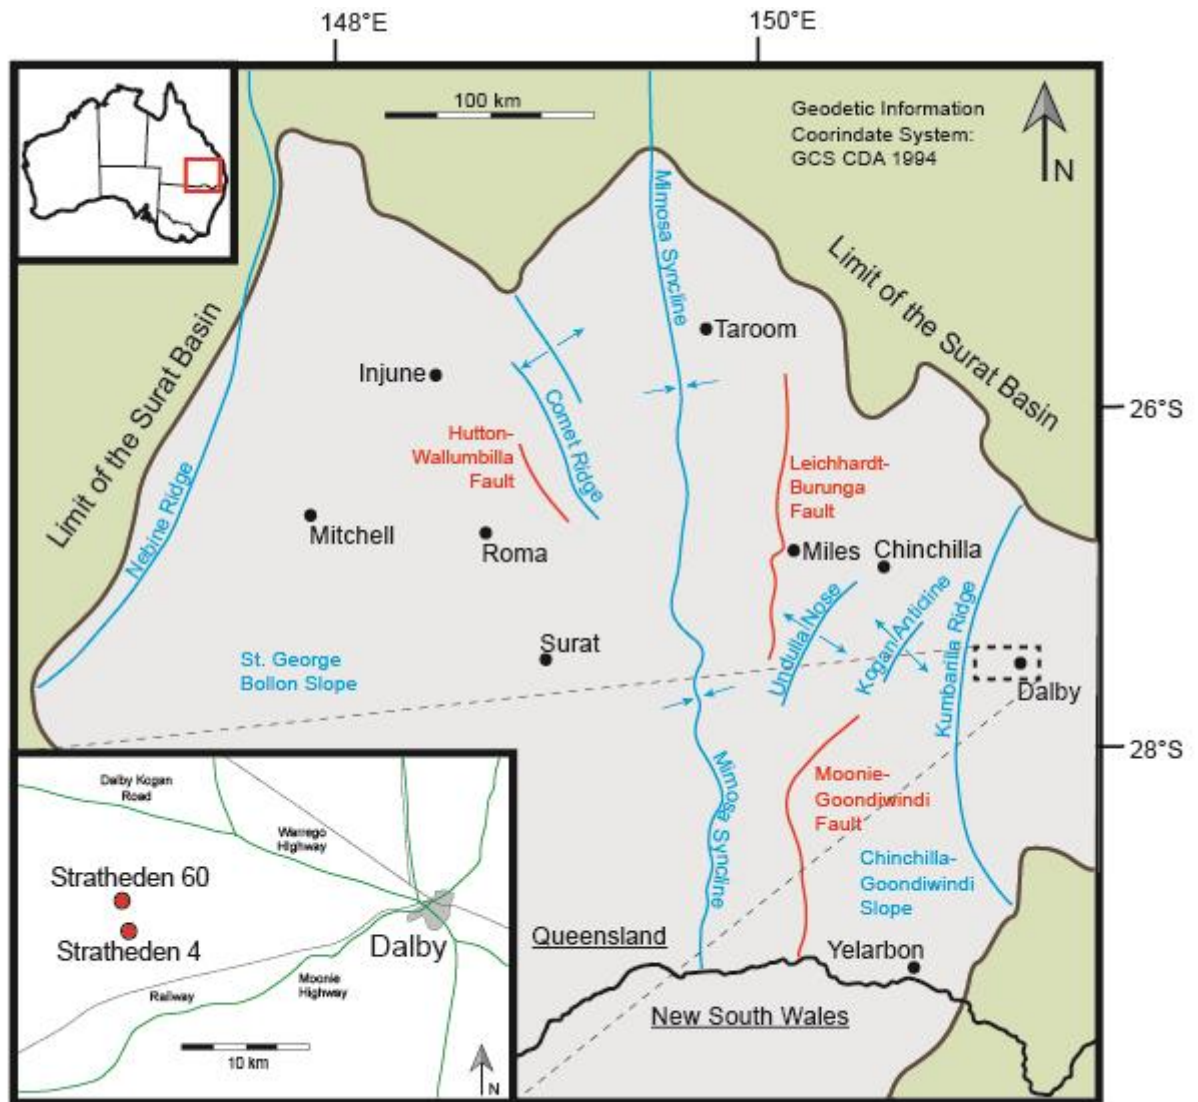 148°E
150°E
100 km
Geodetic Information
Coorindate System:
GCS CDA 1994
N
Mimosa Syncline
Limit of the Surat Basin
Limit of the Surat Basin
Taroom
Injune
26°S
Comet Ridge
Hutton-
Wallumbilla
Fault
Leichhardt-
Burunga
Fault
Nebine Ridge
Mitchell
Roma
Miles
Chinchilla
Undulla Nose
Kogan Anticline
Kumbarilla Ridge
Surat
St. George
Bollon Slope
Dalby
28°S
Mimosa Syncline
Moonie-
Goondiwindi
Fault
Chinchilla-
Goondiwindi
Slope
Queensland
Yelarbon
New South Wales
Dalby Kogan
Road
Warrego
Highway
Stratheden 60
Stratheden 4
Dalby
Railway
Moonie
Highway
10 km
N